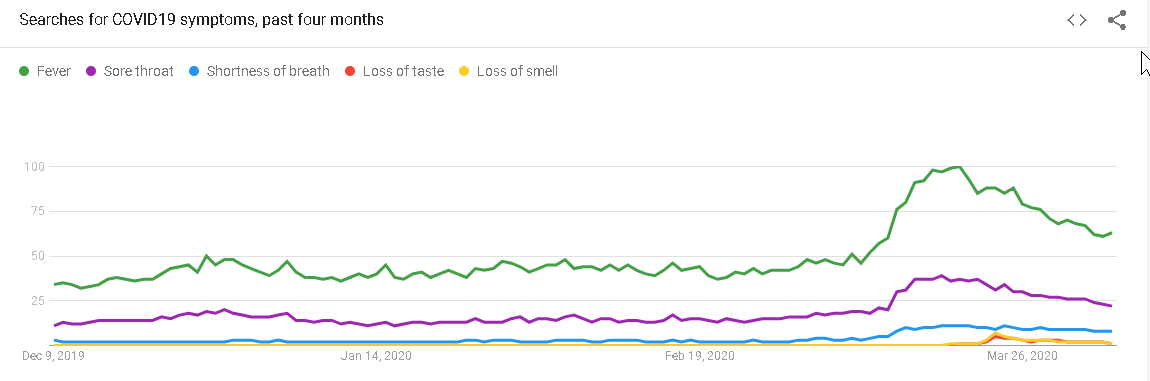 Searches for COVID19 symptoms, past four months
Fever Sore throat Shortness of breath Loss of taste Loss of smell
100
75
50
25
Dec 9, 2019 Jan 14, 2020 Feb 19, 2020 Mar 26, 2020